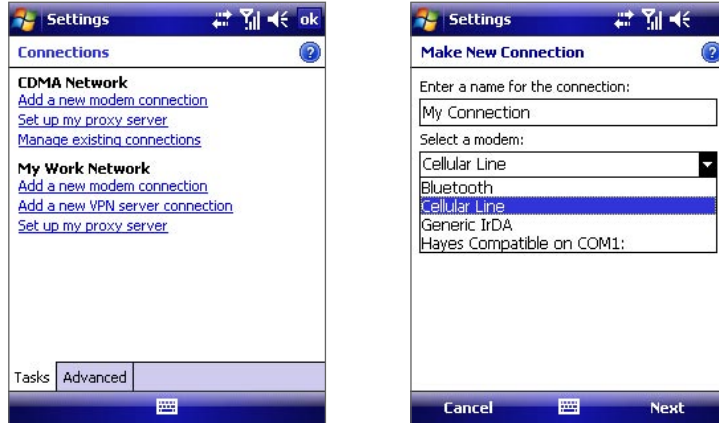 Settings
ok
Connections
?
CDMA Network
Add a new modem connection
Set up my proxy server
Manage existing connections
My Work Network
Add a new modem connection
Add a new VPN server connection
Set up my proxy server
Tasks
Advanced
Settings
Make New Connection
?
Enter a name for the connection:
My Connection
Select a modem:
Cellular Line
Bluetooth
Cellular Line
Generic IrDA
Hayes Compatible on COM1:
Cancel
Next